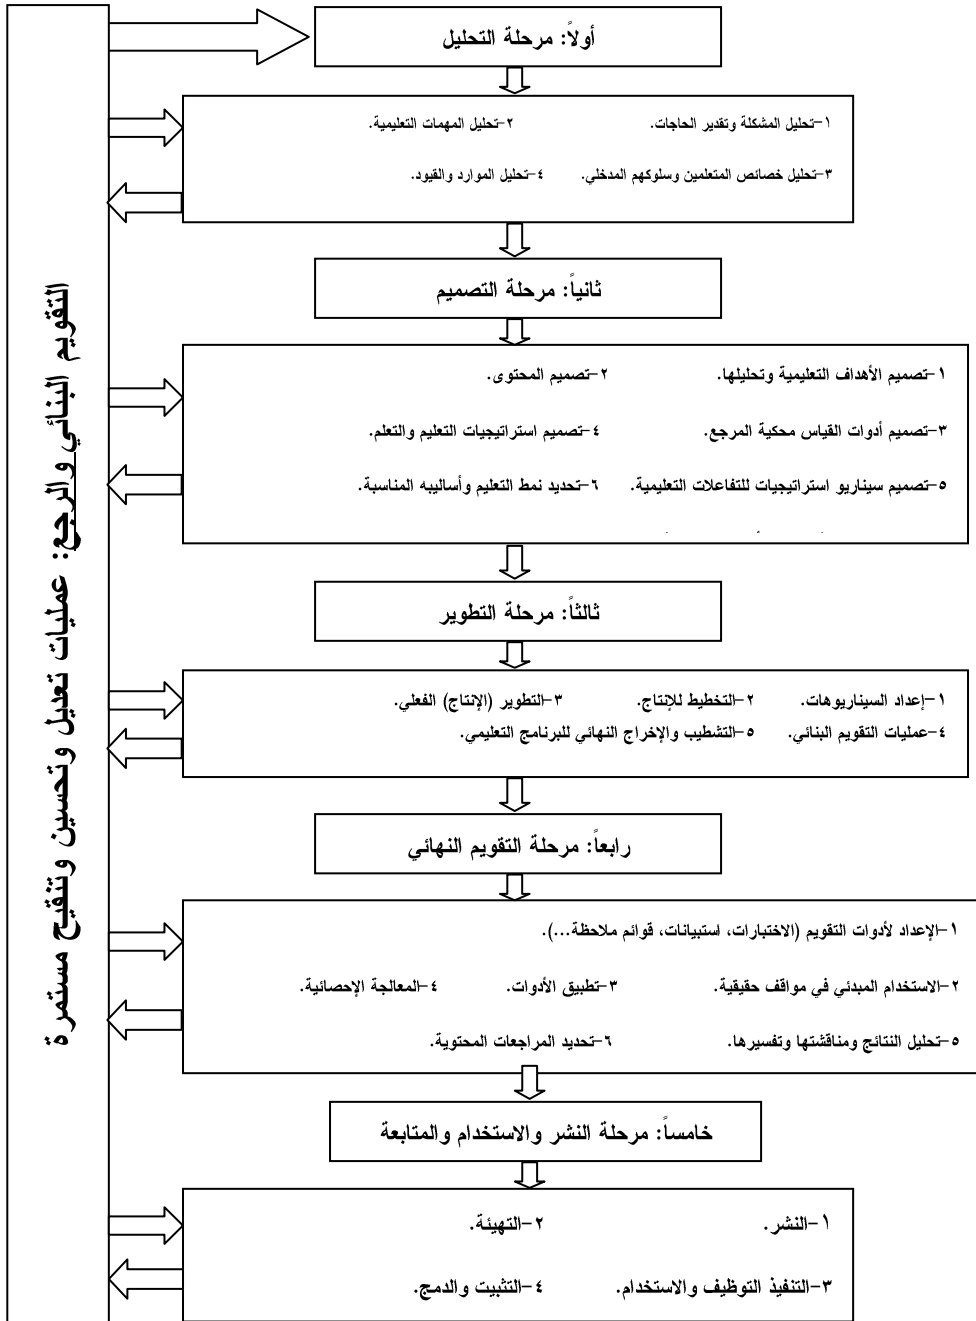 أولاً: مرحلة التحليل
١-تحليل المشكلة وتقدير الحاجات. ٢-تحليل المهمات التعليمية.
٣-تحليل خصائص المتعلمين وسلوكهم المدخلي. ٤-تحليل الموارد والقيود.
ثانياً: مرحلة التصميم
١-تصميم الأهداف التعليمية وتحليلها. ٢-تصميم المحتوى.
٣-تصميم أدوات القياس محكية المرجع. ٤-تصميم استراتيجيات التعليم والتعلم.
٥-تصميم سيناريو استراتيجيات للتفاعلات التعليمية. ٦-تحديد نمط التعليم وأساليبه المناسبة.
ثالثاً: مرحلة التطوير
١-إعداد السيناريوهات. ٢-التخطيط للإنتاج. ٣-التطوير (الإنتاج) الفعلي.
٤-عمليات التقويم البنائي. ٥-التشطيب والإخراج النهائي للبرنامج التعليمي.
رابعاً: مرحلة التقويم النهائي
١-الإعداد لأدوات التقويم (الاختبارات، استبيانات، قوائم ملاحظة...).
٢-الاستخدام المبدئي في مواقف حقيقية. ٣-تطبيق الأدوات. ٤-المعالجة الإحصائية.
٥-تحليل النتائج ومناقشتها وتفسيرها. ٦-تحديد المراجعات المحتوية.
خامساً: مرحلة النشر والاستخدام والمتابعة
١-النشر. ٢-التهيئة.
٣-التنفيذ التوظيف والاستخدام. ٤-التثبيت والدمج.
التقويم البنائي والرجع: عمليات تعديل وتحسين وتنقيح مستمرة